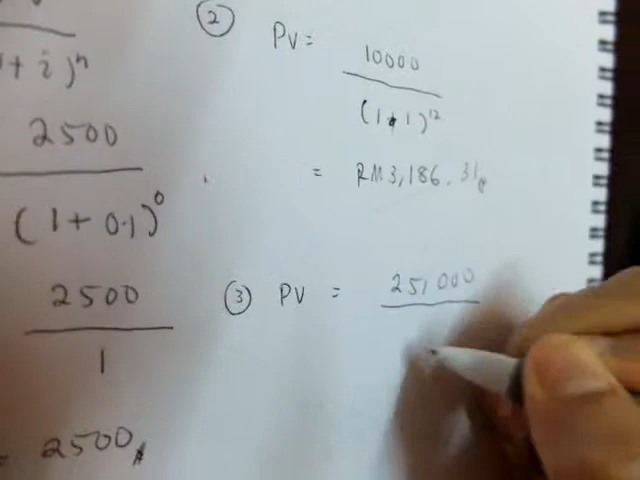 + i)ⁿ
2500
(1+ 0.1)⁰
2500
1
= 2500
② PV=
10000
(1.1)¹²
= RM3,186.31
③ PV =
251000